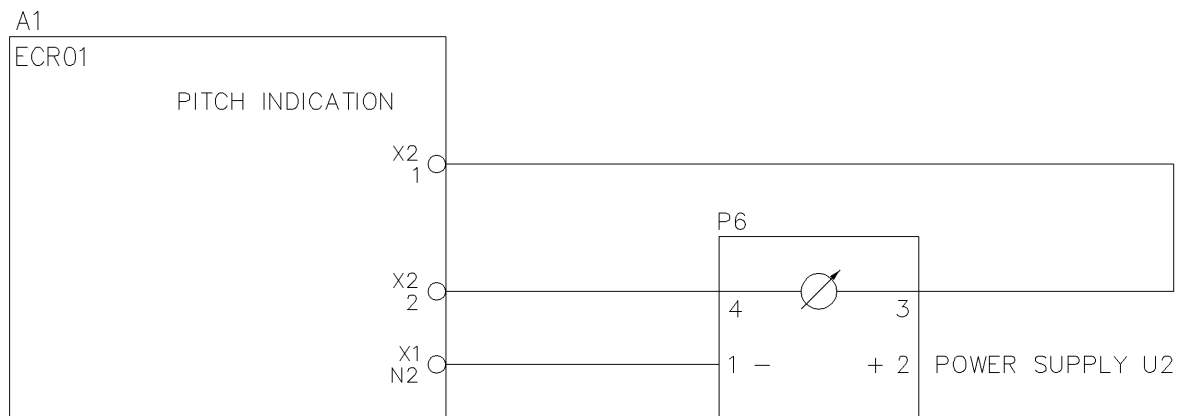 A1
ECR01
PITCH INDICATION
X2
1
P6
X2
2
4
3
X1
N2
1 -
+ 2
POWER SUPPLY U2